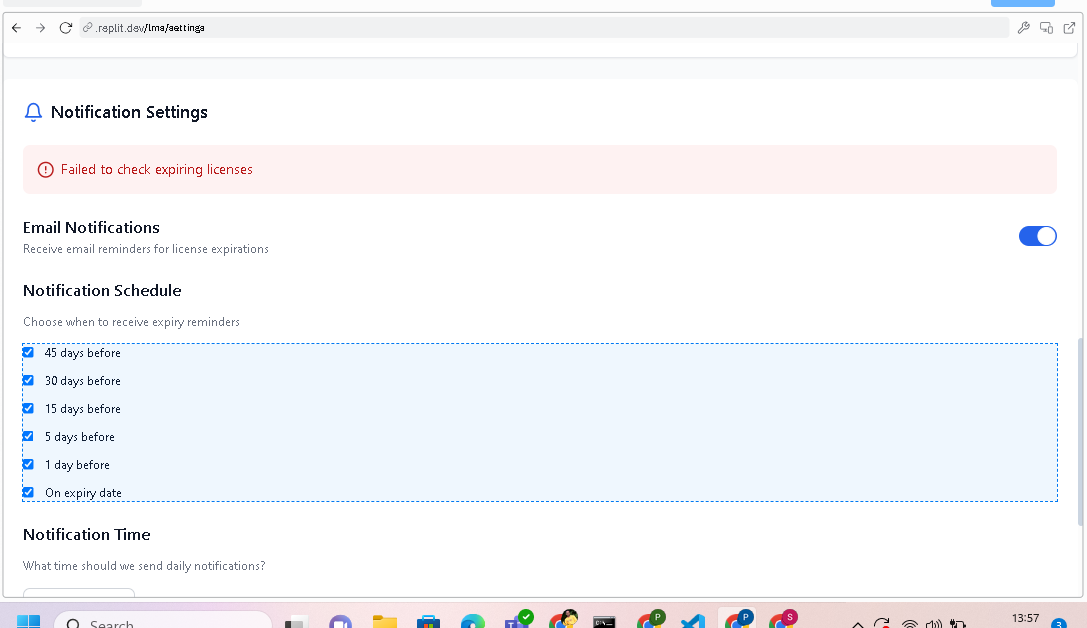 .replit.dev/lms/settings
Notification Settings
Failed to check expiring licenses
Email Notifications
Receive email reminders for license expirations
Notification Schedule
Choose when to receive expiry reminders
45 days before
30 days before
15 days before
5 days before
1 day before
On expiry date
Notification Time
What time should we send daily notifications?
Search
T
P
P
S
13:57
3